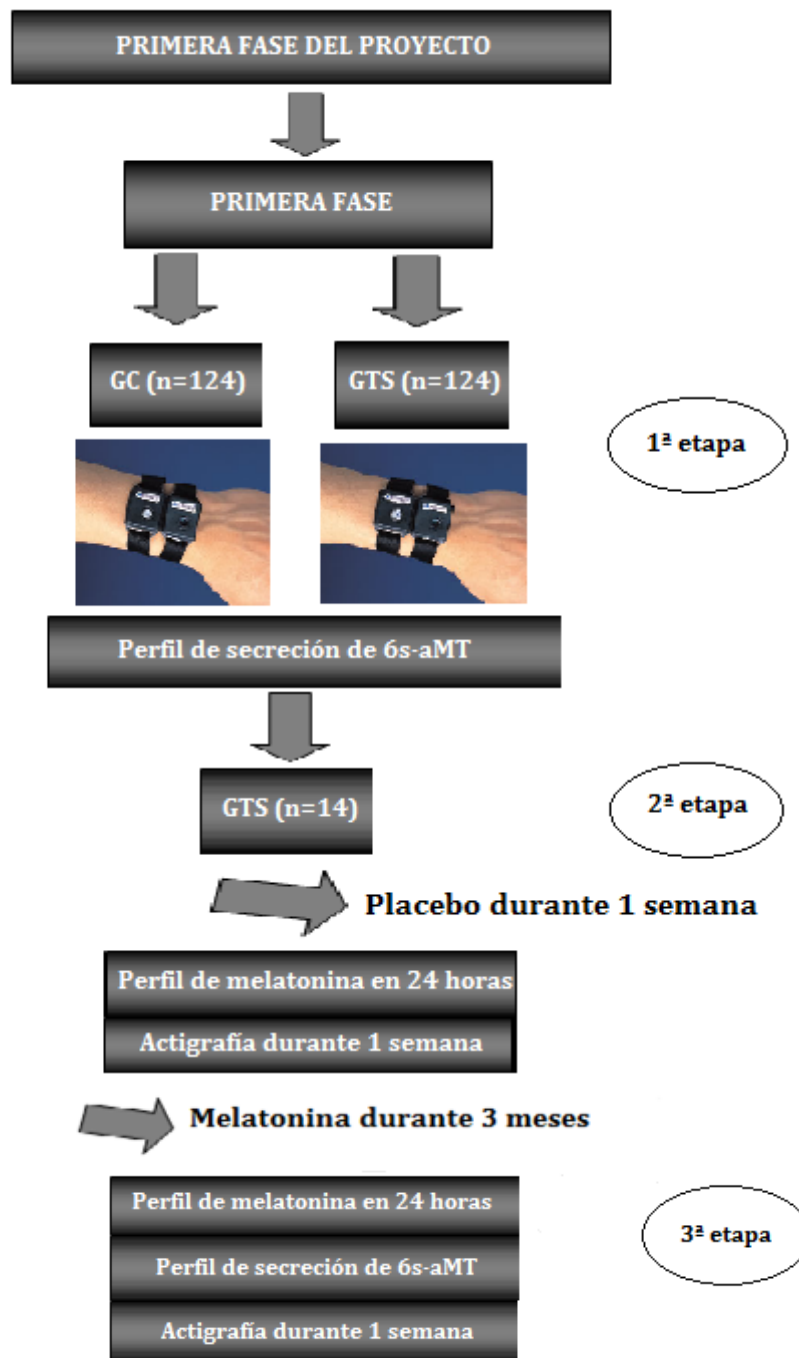 PRIMERA FASE DEL PROYECTO
PRIMERA FASE
GC (n=124)
GTS (n=124)
1ª etapa
Perfil de secreción de 6s-aMT
GTS (n=14)
2ª etapa
Placebo durante 1 semana
Perfil de melatonina en 24 horas
Actigrafía durante 1 semana
Melatonina durante 3 meses
Perfil de melatonina en 24 horas
Perfil de secreción de 6s-aMT
3ª etapa
Actigrafía durante 1 semana